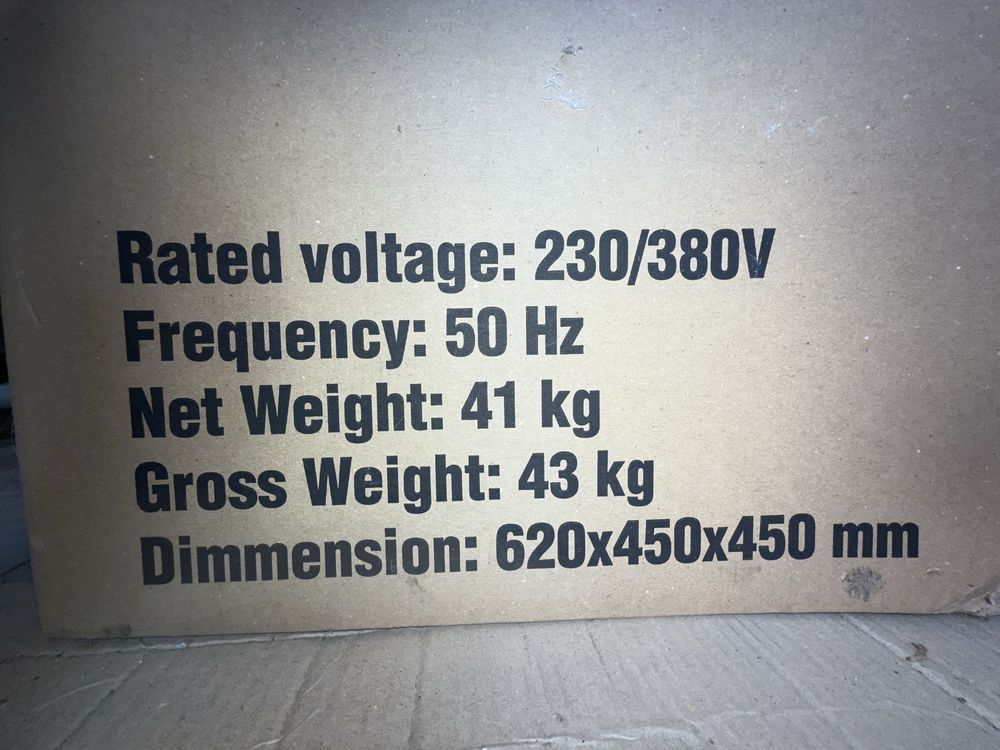 Rated voltage: 230/380V
Frequency: 50 Hz
Net Weight: 41 kg
Gross Weight: 43 kg
Dimmension: 620x450x450 mm